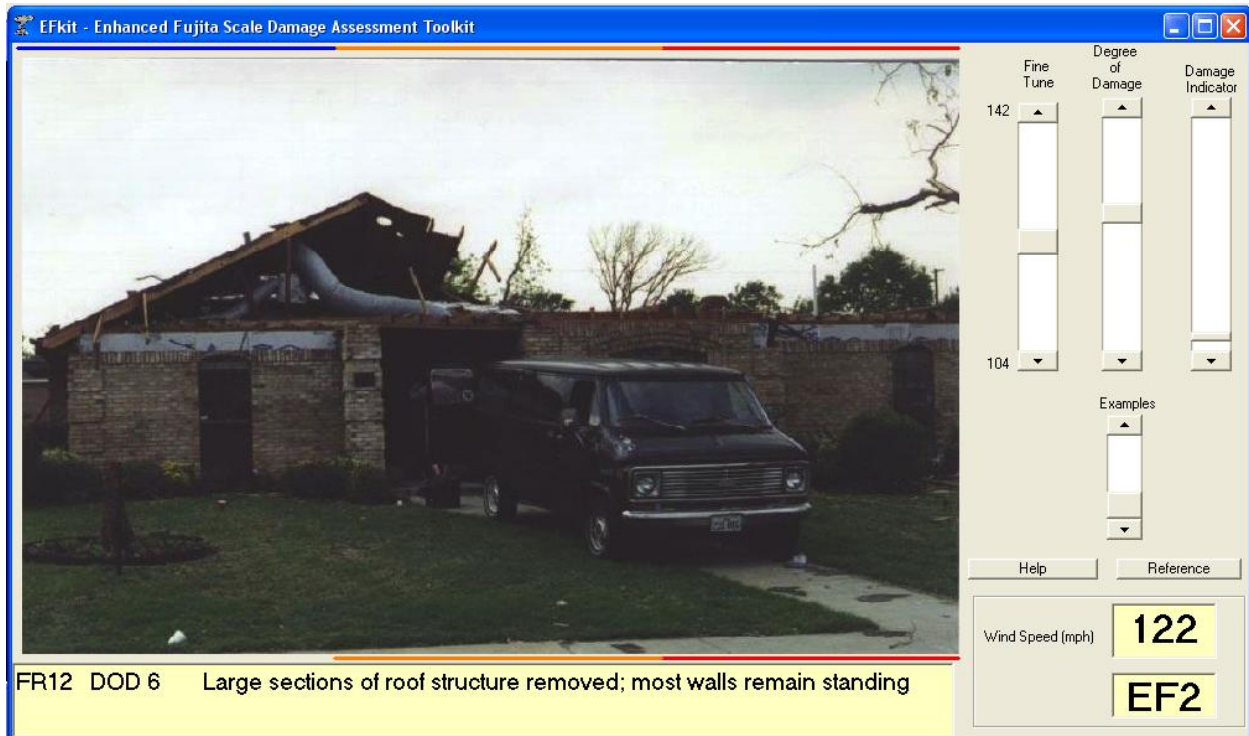 EFkit - Enhanced Fujita Scale Damage Assessment Toolkit
Fine
Tune
Degree
of
Damage
Damage
Indicator
142
104
Examples
Help
Reference
Wind Speed (mph)
122
EF2
FR12 DOD 6 Large sections of roof structure removed; most walls remain standing